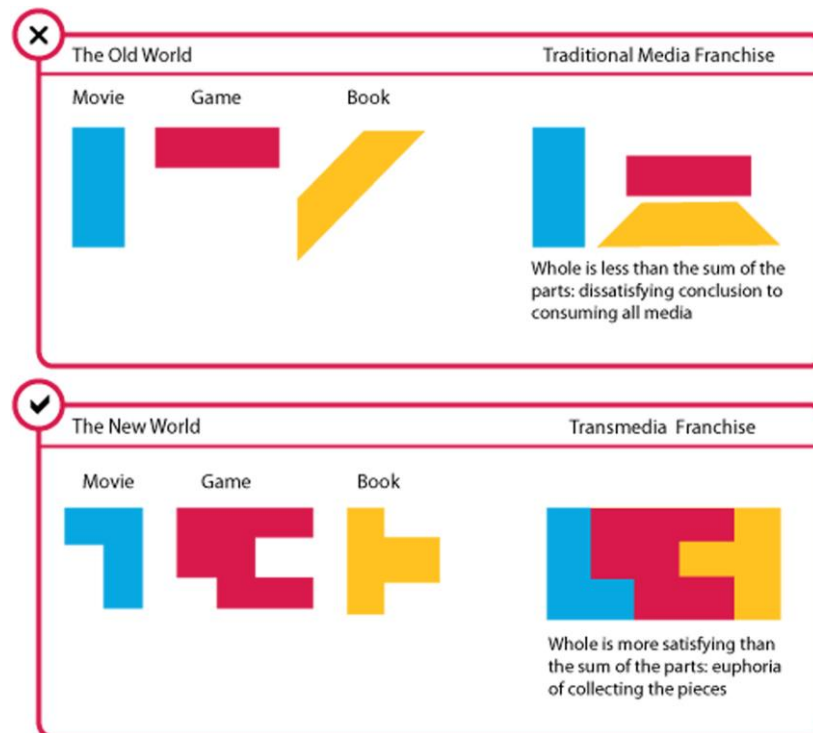 The Old World
Traditional Media Franchise
Movie
Game
Book
Whole is less than the sum of the
parts: dissatisfying conclusion to
consuming all media
The New World
Transmedia Franchise
Movie
Game
Book
Whole is more satisfying than
the sum of the parts: euphoria
of collecting the pieces